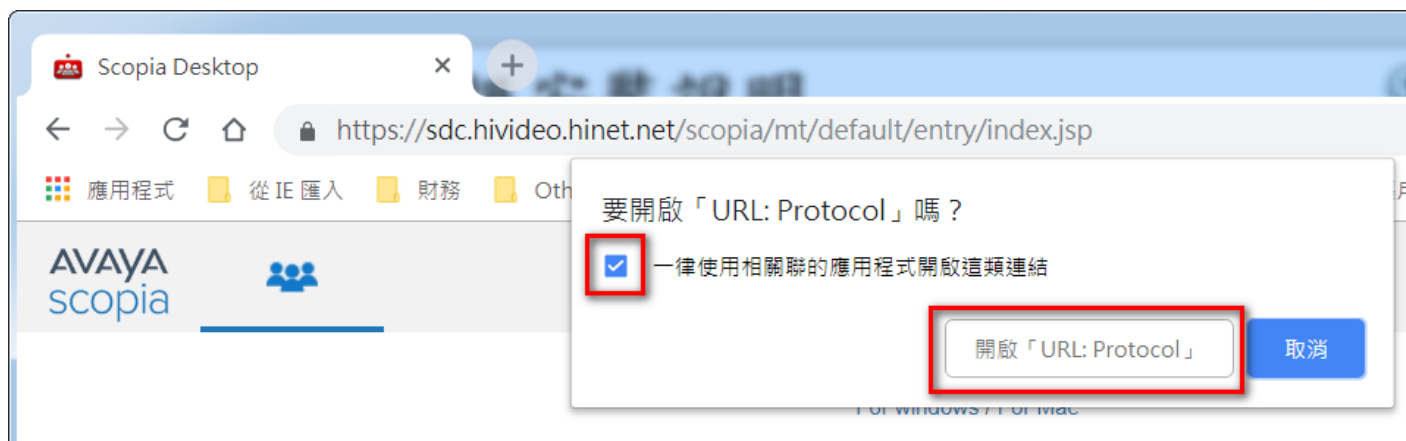 Scopia Desktop
https://sdc.hivideo.hinet.net/scopia/mt/default/entry/index.jsp
應用程式 從 IE 匯入 財務 Oth
要開啟「URL: Protocol」嗎？
一律使用相關聯的應用程式開啟這類連結
AVAYA
scopia
開啟「URL: Protocol」 取消
For Windows / For Mac